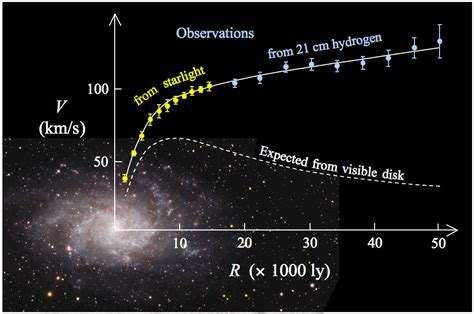 Observations
from 21 cm hydrogen
from starlight
V
(km/s)
100
50
Expected from visible disk
10
20
30
40
50
R (× 1000 ly)